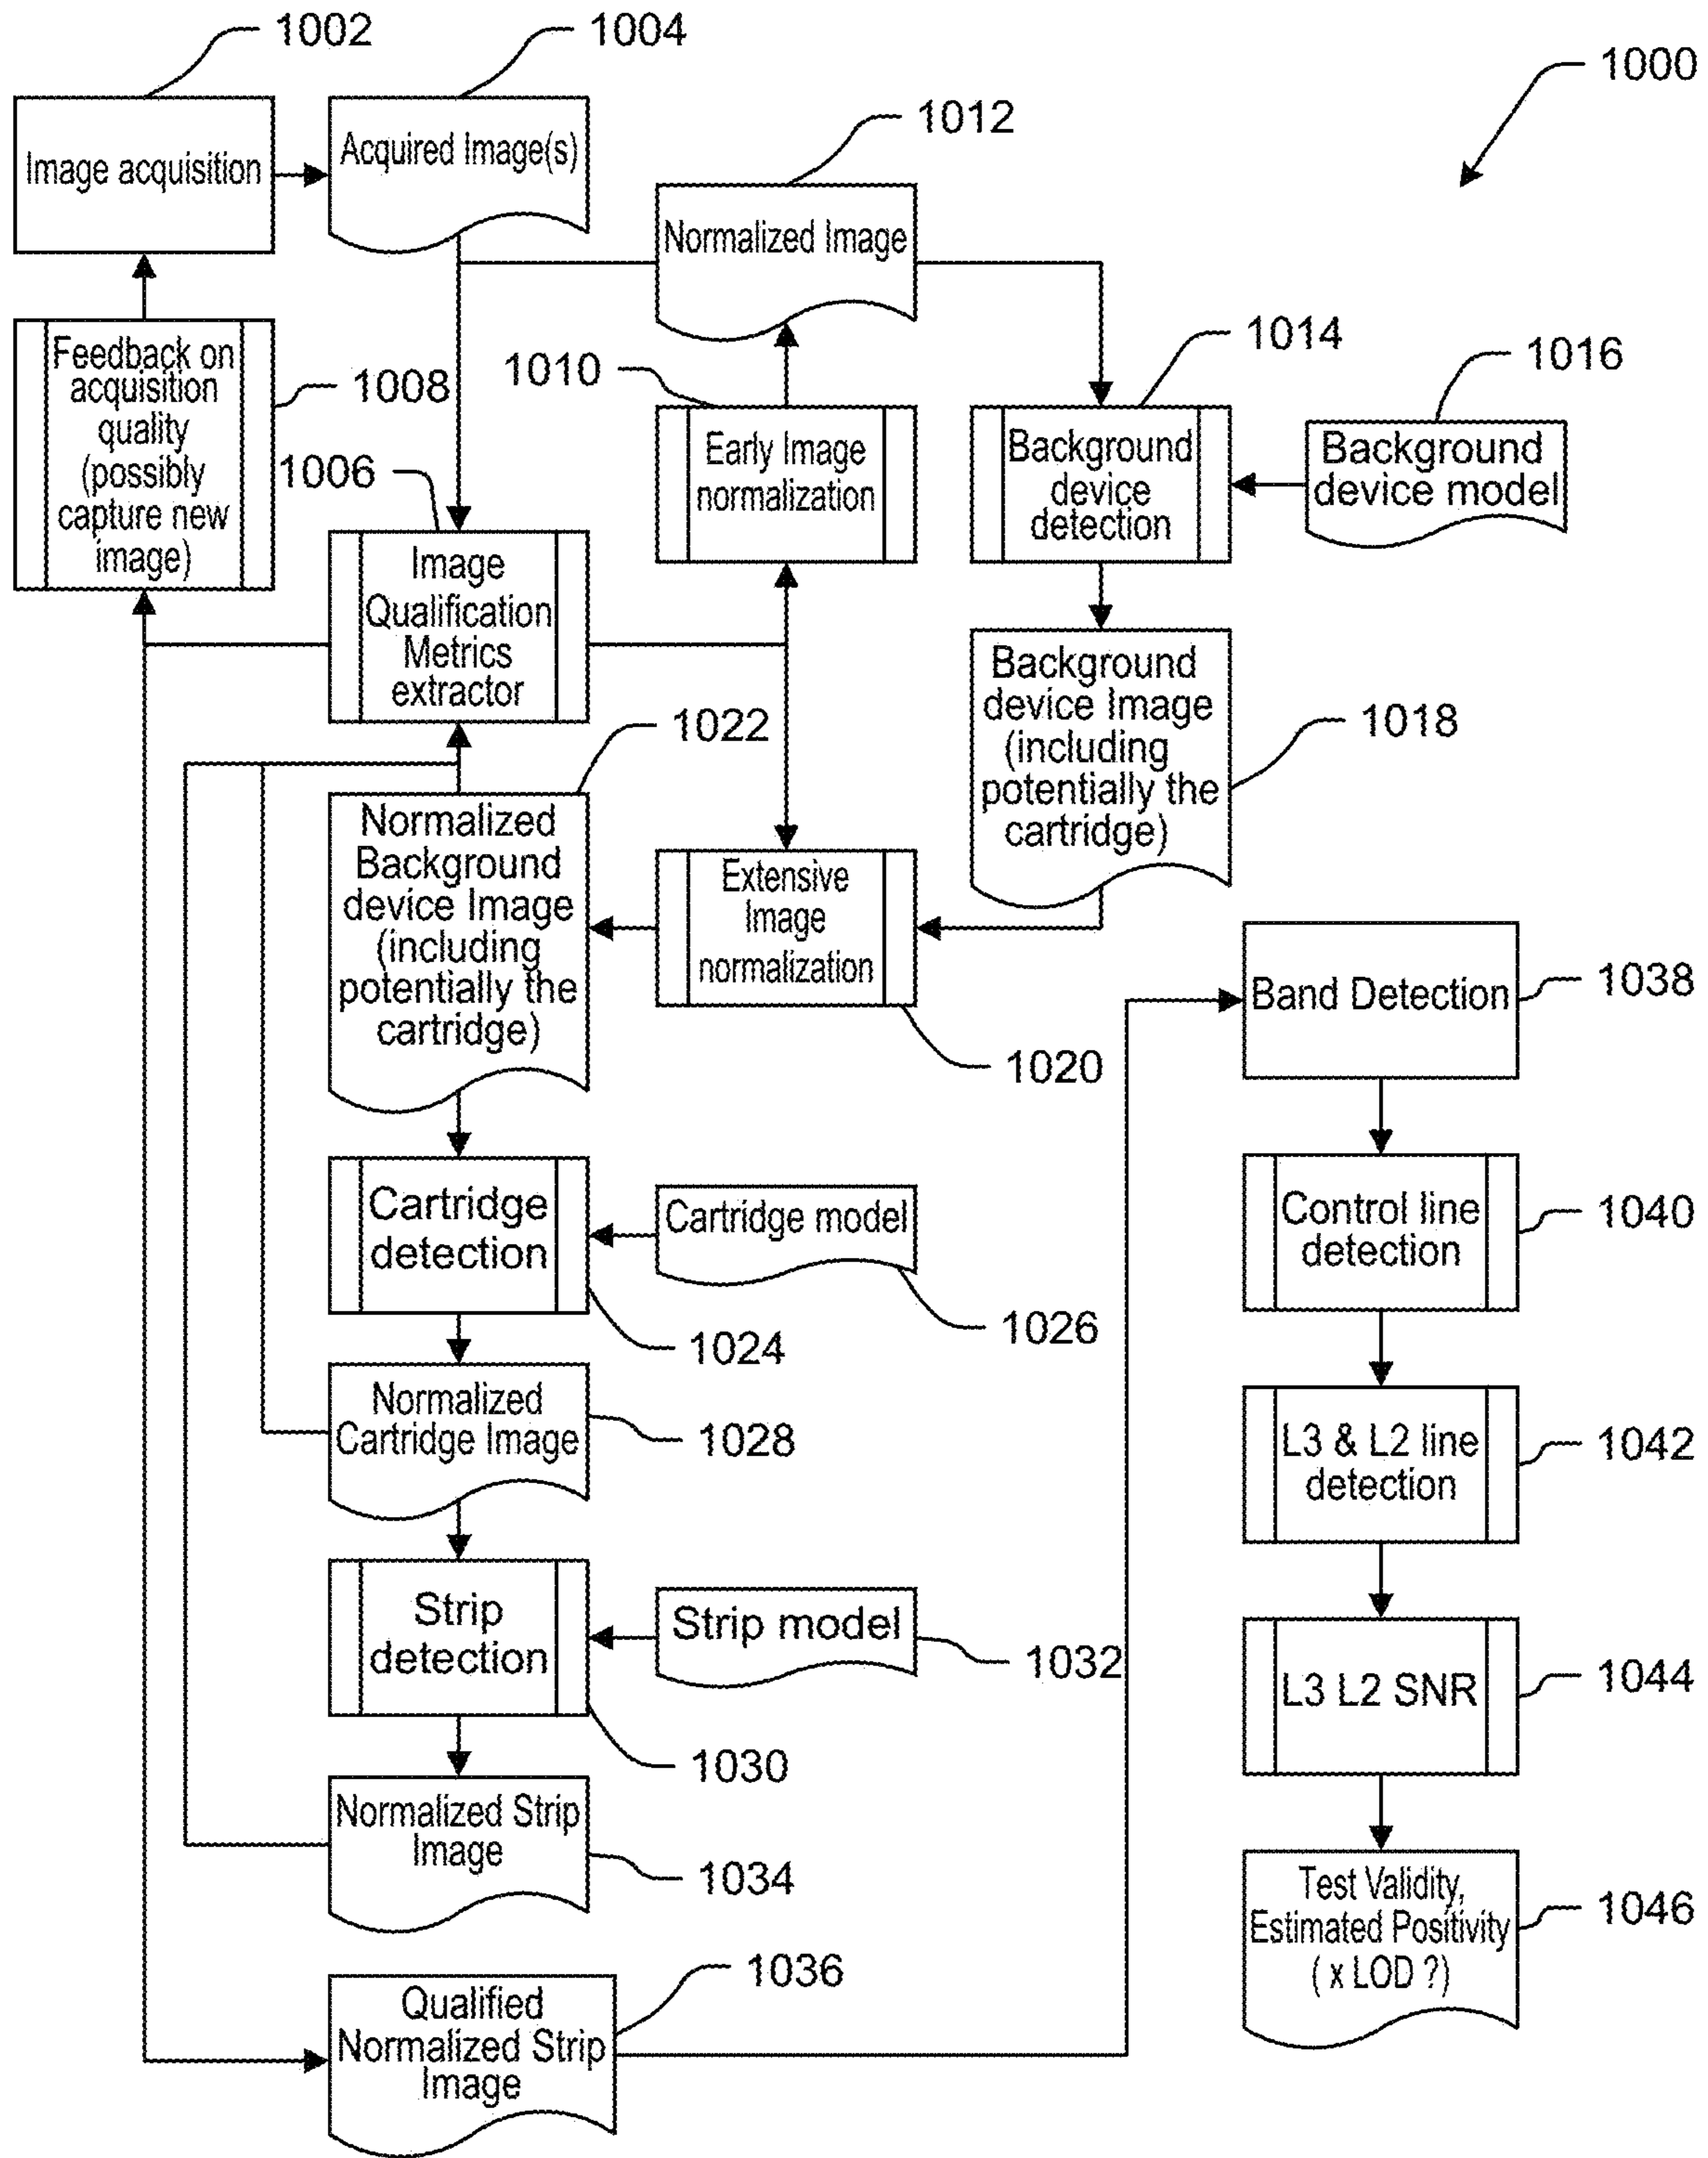 1002
1004
1000
Image acquisition
Acquired Image(s)
1012
Normalized Image
Feedback on
acquisition
quality
(possibly
capture new
image)
1008
1010
1014
1016
1006
Early Image
normalization
Background
device
detection
Background
device model
Image
Qualification
Metrics
extractor
Background
device Image
(including
potentially the
cartridge)
1018
1022
Normalized
Background
device Image
(including
potentially the
cartridge)
Extensive
Image
normalization
1020
Band Detection
1038
Cartridge
detection
Cartridge model
1024
1026
Control line
detection
1040
Normalized
Cartridge Image
1028
L3 & L2 line
detection
1042
Strip
detection
Strip model
1032
1030
L3 L2 SNR
1044
Normalized Strip
Image
1034
Test Validity,
Estimated Positivity
( x LOD ?)
1046
1036
Qualified
Normalized Strip
Image